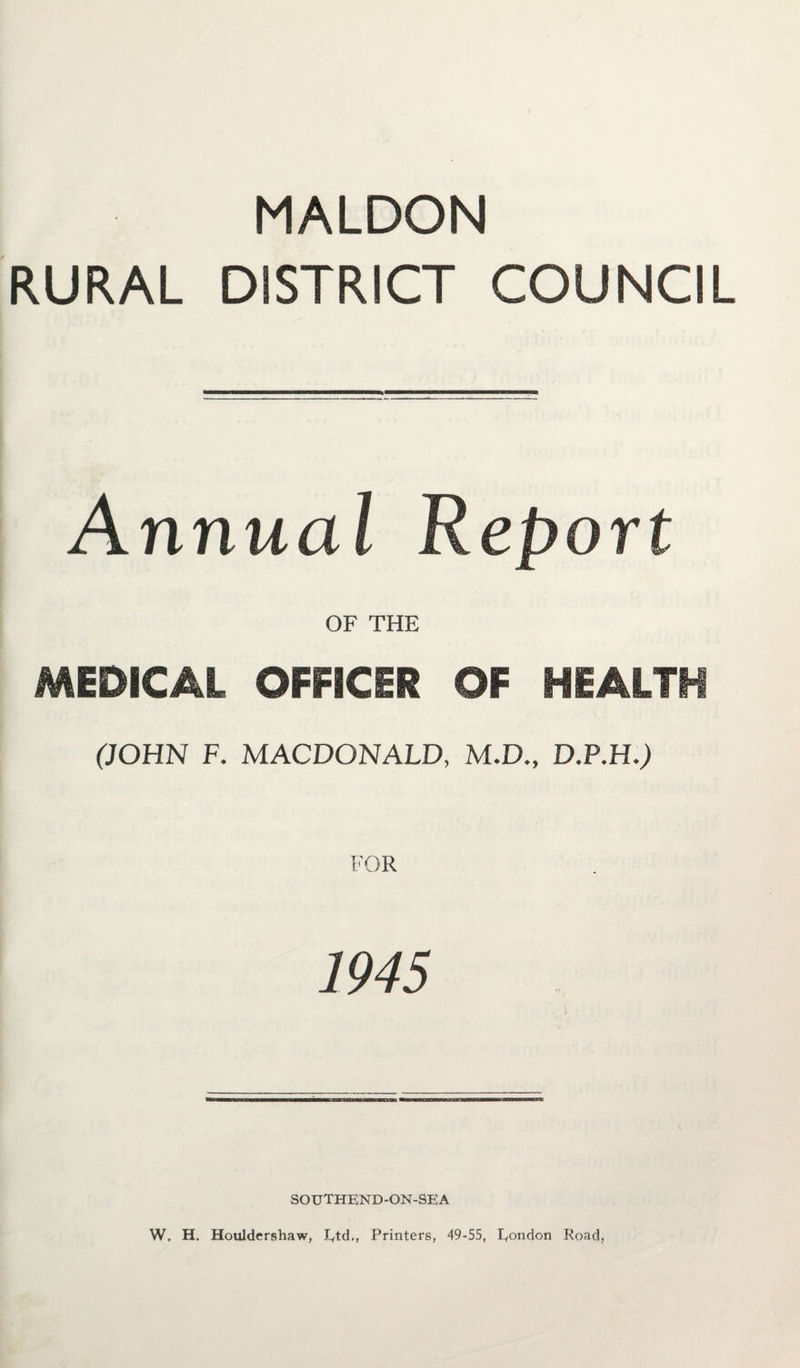 MALDON
RURAL DISTRICT COUNCIL
Annual Report
OF THE
MEDICAL OFFICER OF HEALTH
(JOHN F. MACDONALD, M.D., D.P.H.)
FOR
1945
SOUTHEND-ON-SEA
W. H. Houldershaw, Ltd., Printers, 49-55, London Road,